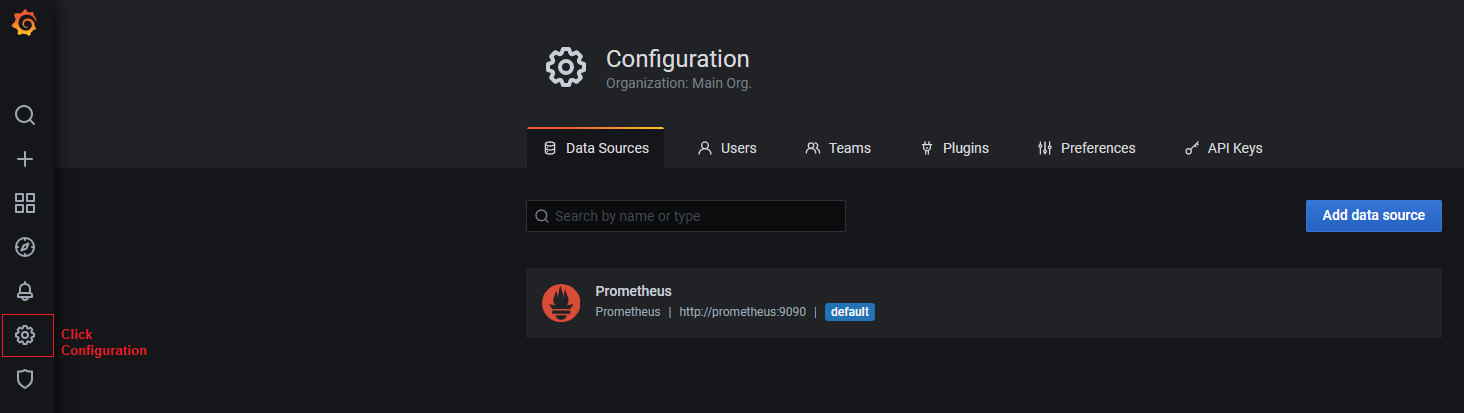 Configuration
Organization: Main Org.
Data Sources Users Teams Plugins Preferences API Keys
Search by name or type
Add data source
Prometheus
Prometheus | http://prometheus:9090 | default
Click
Configuration